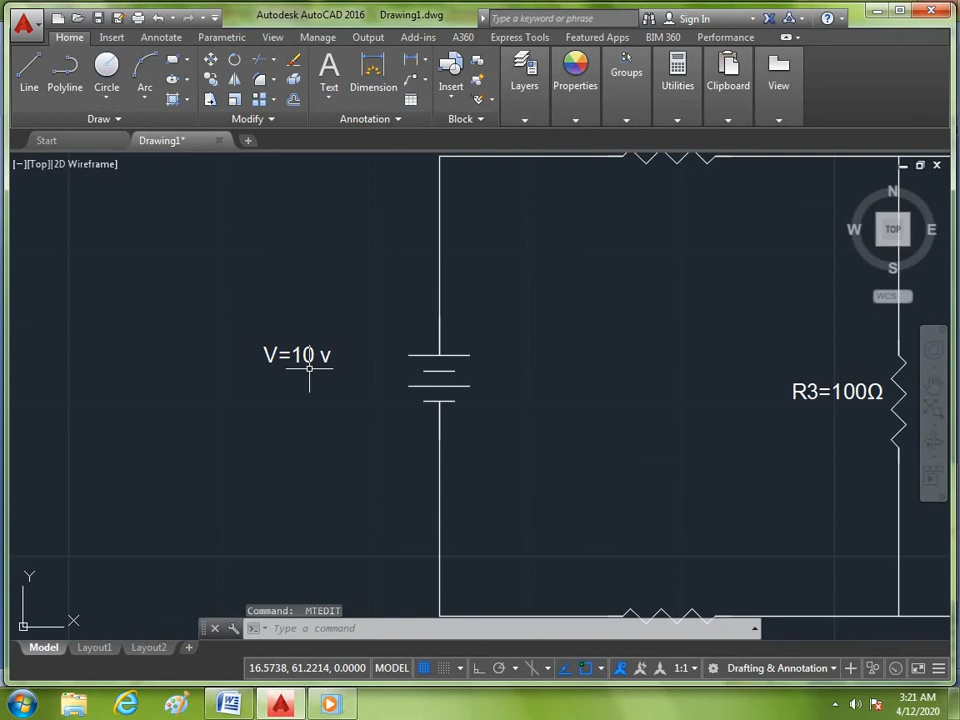 Autodesk AutoCAD 2016 Drawing1.dwg
Type a keyword or phrase
Sign In
Home Insert Annotate Parametric View Manage Output Add-ins A360 Express Tools Featured Apps BIM 360 Performance
Line Polyline Circle Arc
Text Dimension
Insert
Layers Properties Groups Utilities Clipboard View
Draw Modify Annotation Block
Start Drawing1*
[−][Top][2D Wireframe]
N
W TOP E
S
WCS
V=10 v
R3=100Ω
Y
X
Command: MTEDIT
Type a command
Model Layout1 Layout2
16.5738, 61.2214, 0.0000 MODEL 1:1 Drafting & Annotation
3:21 AM
4/12/2020